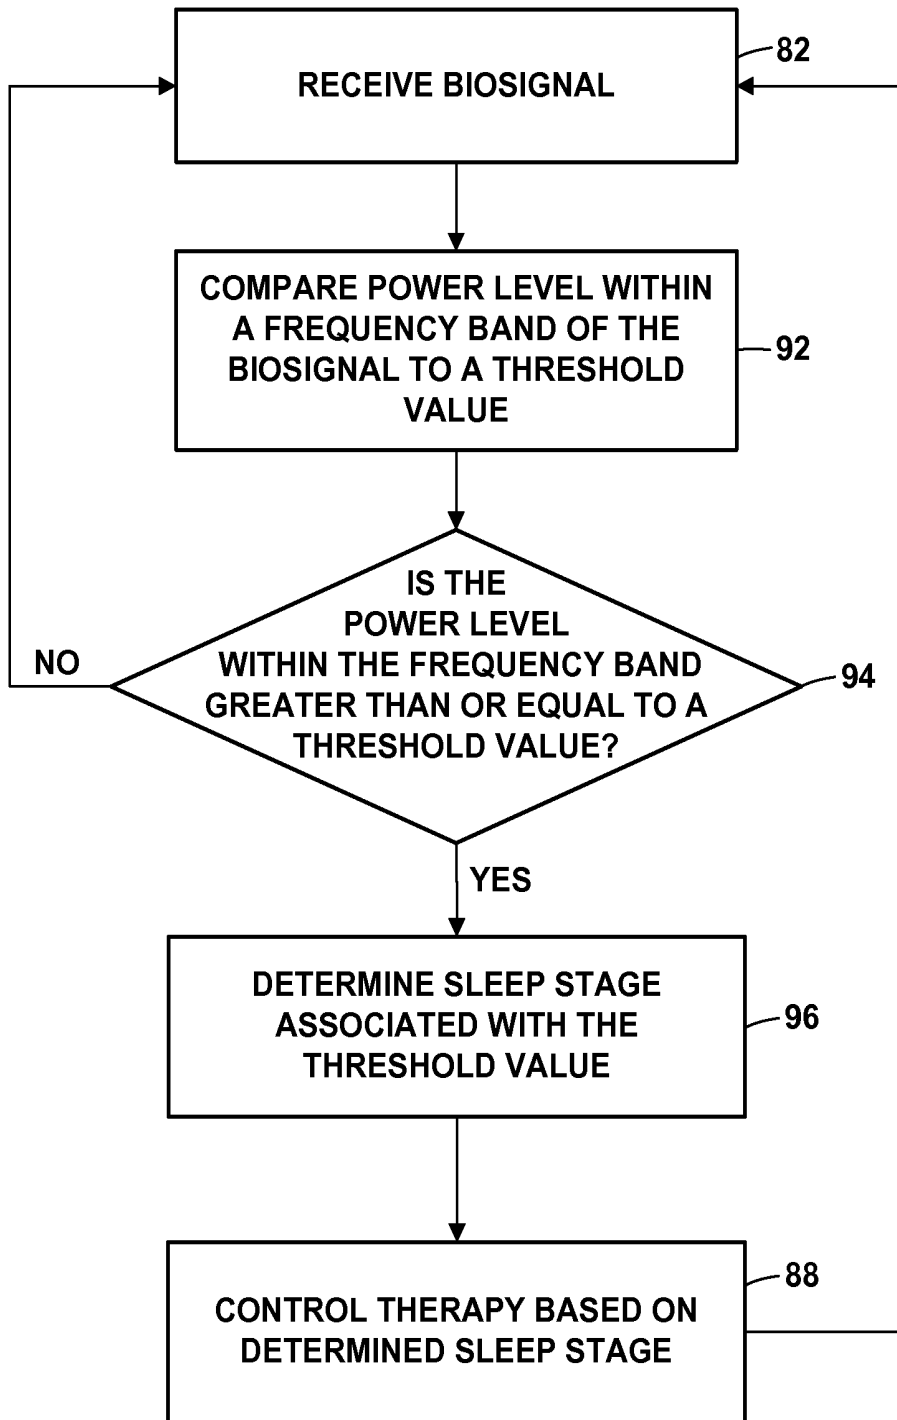 RECEIVE BIOSIGNAL
82
COMPARE POWER LEVEL WITHIN
A FREQUENCY BAND OF THE
BIOSIGNAL TO A THRESHOLD
VALUE
92
IS THE
POWER LEVEL
WITHIN THE FREQUENCY BAND
GREATER THAN OR EQUAL TO A
THRESHOLD VALUE?
94
NO
YES
DETERMINE SLEEP STAGE
ASSOCIATED WITH THE
THRESHOLD VALUE
96
CONTROL THERAPY BASED ON
DETERMINED SLEEP STAGE
88